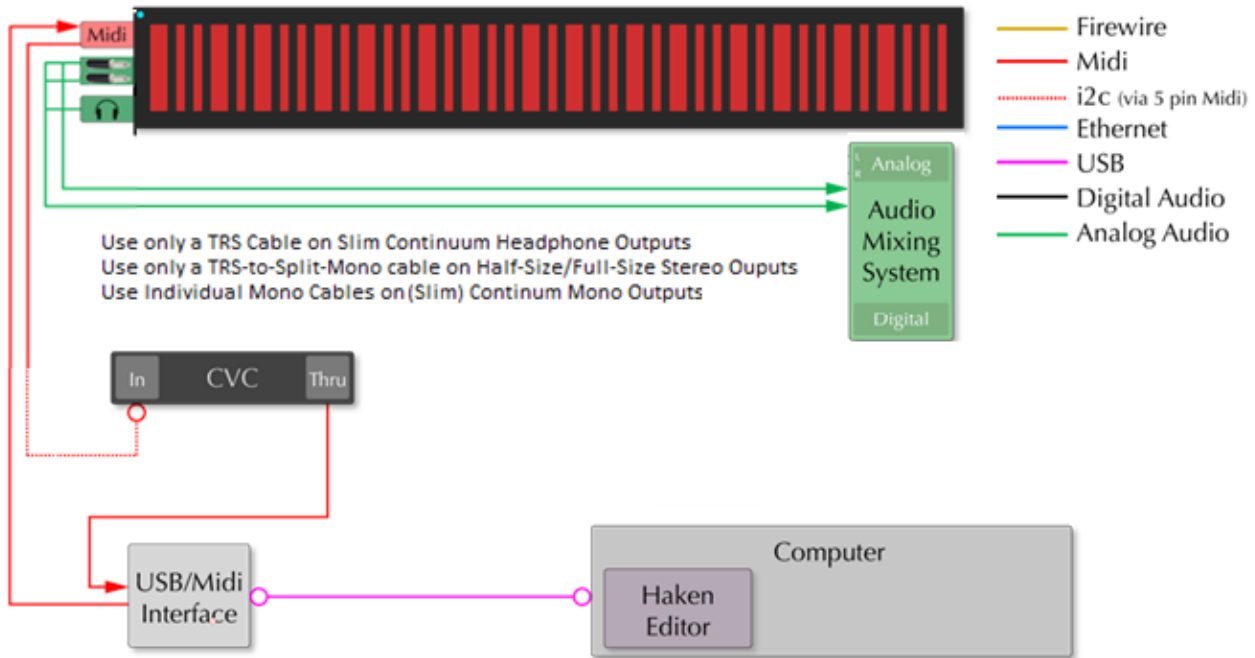 Midi
Firewire
Midi
i2c (via 5 pin Midi)
Ethernet
USB
Digital Audio
Analog Audio
L
R
Analog
Audio
Mixing
System
Digital
Use only a TRS Cable on Slim Continuum Headphone Outputs
Use only a TRS-to-Split-Mono cable on Half-Size/Full-Size Stereo Ouputs
Use Individual Mono Cables on (Slim) Continum Mono Outputs
In
CVC
Thru
USB/Midi
Interface
Computer
Haken
Editor